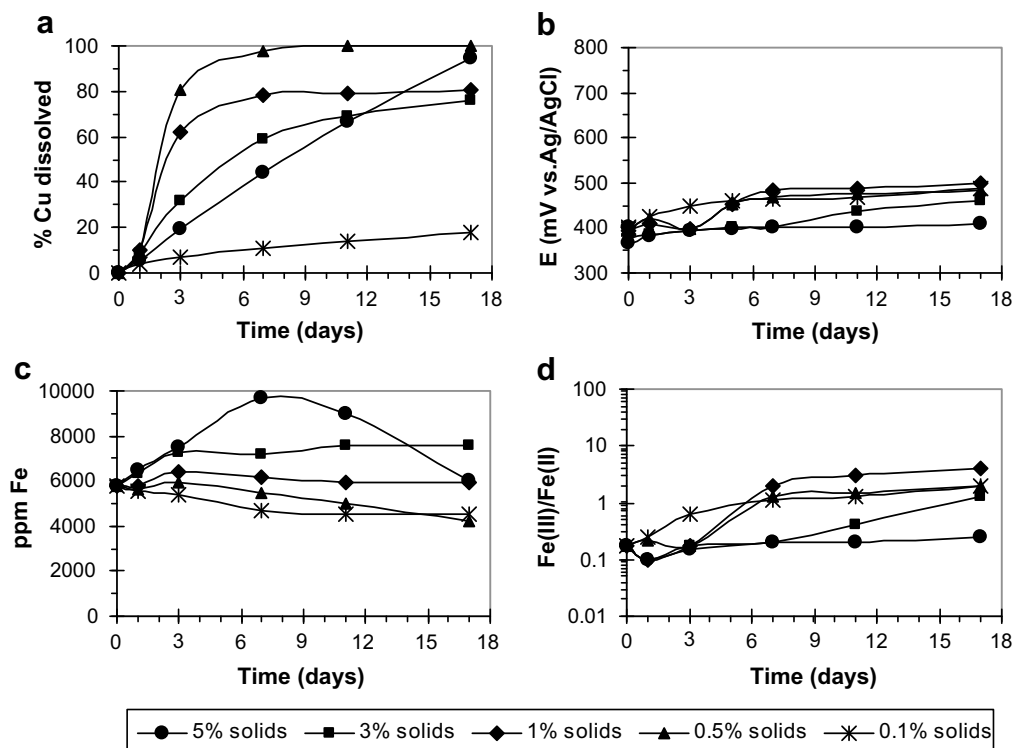 a
100
80
60
40
20
0
% Cu dissolved
0 3 6 9 12 15 18
Time (days)
b
800
700
600
500
400
300
E (mV vs.Ag/AgCl)
0 3 6 9 12 15 18
Time (days)
c
10000
8000
6000
4000
2000
0
ppm Fe
0 3 6 9 12 15 18
Time (days)
d
100
10
1
0.1
0.01
Fe(III)/Fe(II)
0 3 6 9 12 15 18
Time (days)
5% solids 3% solids 1% solids 0.5% solids 0.1% solids